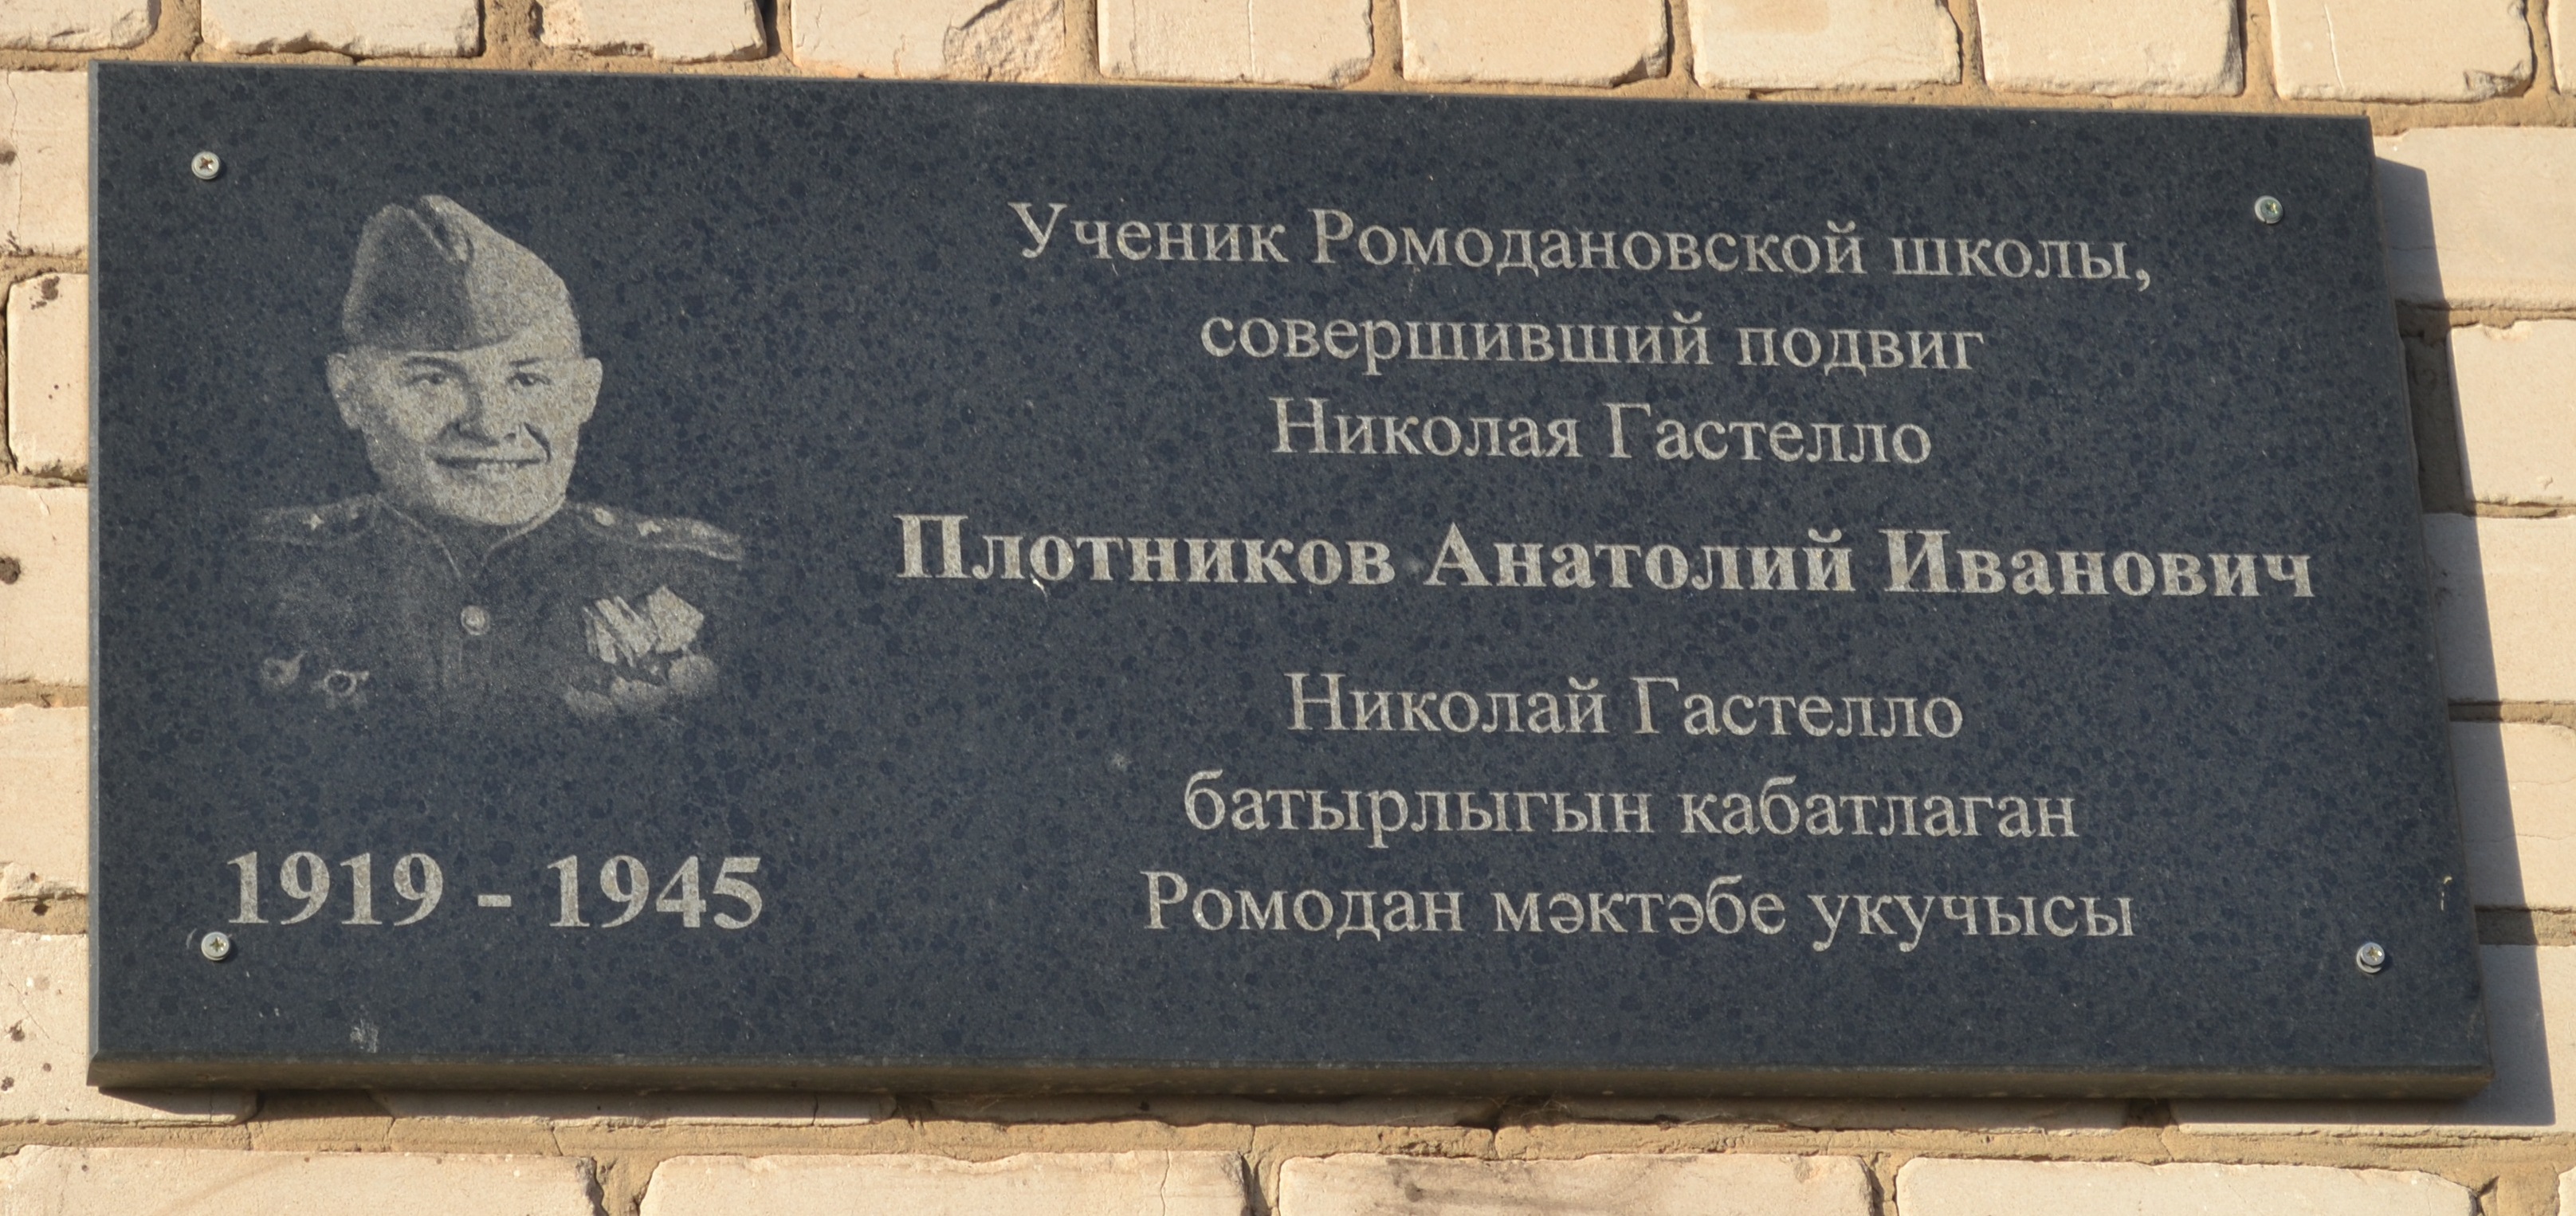 Ученик Ромодановской школы,
совершивший подвиг
Николая Гастелло
Плотников Анатолий Иванович
Николай Гастелло
батырлыгын кабатлаган
Ромодан мәктәбе укучысы
1919 - 1945